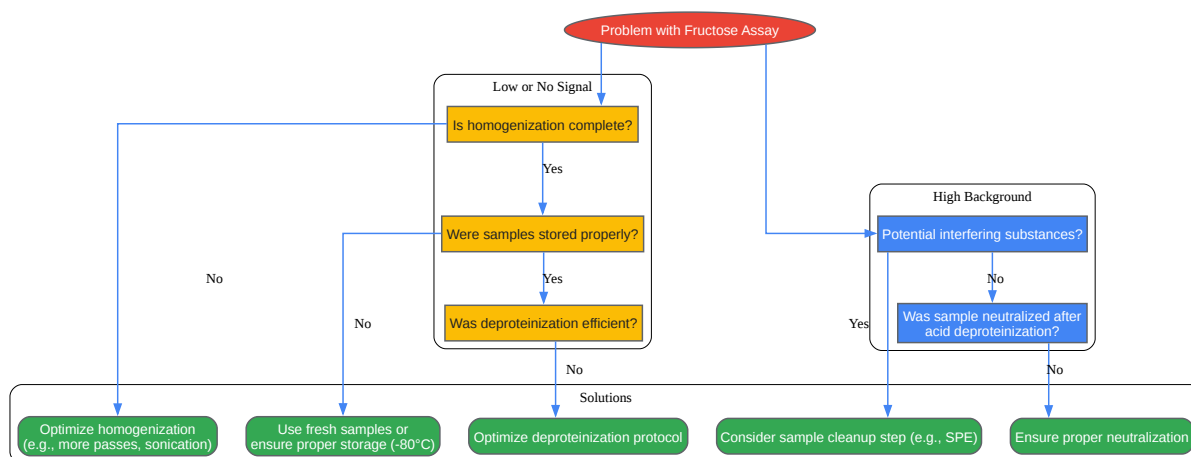 Problem with Fructose Assay
Low or No Signal
Is homogenization complete?
Yes
High Background
Were samples stored properly?
Potential interfering substances?
No
Yes
No
No
Was deproteinization efficient?
Yes
Was sample neutralized after
acid deproteinization?
No
No
Solutions
Optimize homogenization
(e.g., more passes, sonication)
Use fresh samples or
ensure proper storage (-80°C)
Optimize deproteinization protocol
Consider sample cleanup step (e.g., SPE)
Ensure proper neutralization